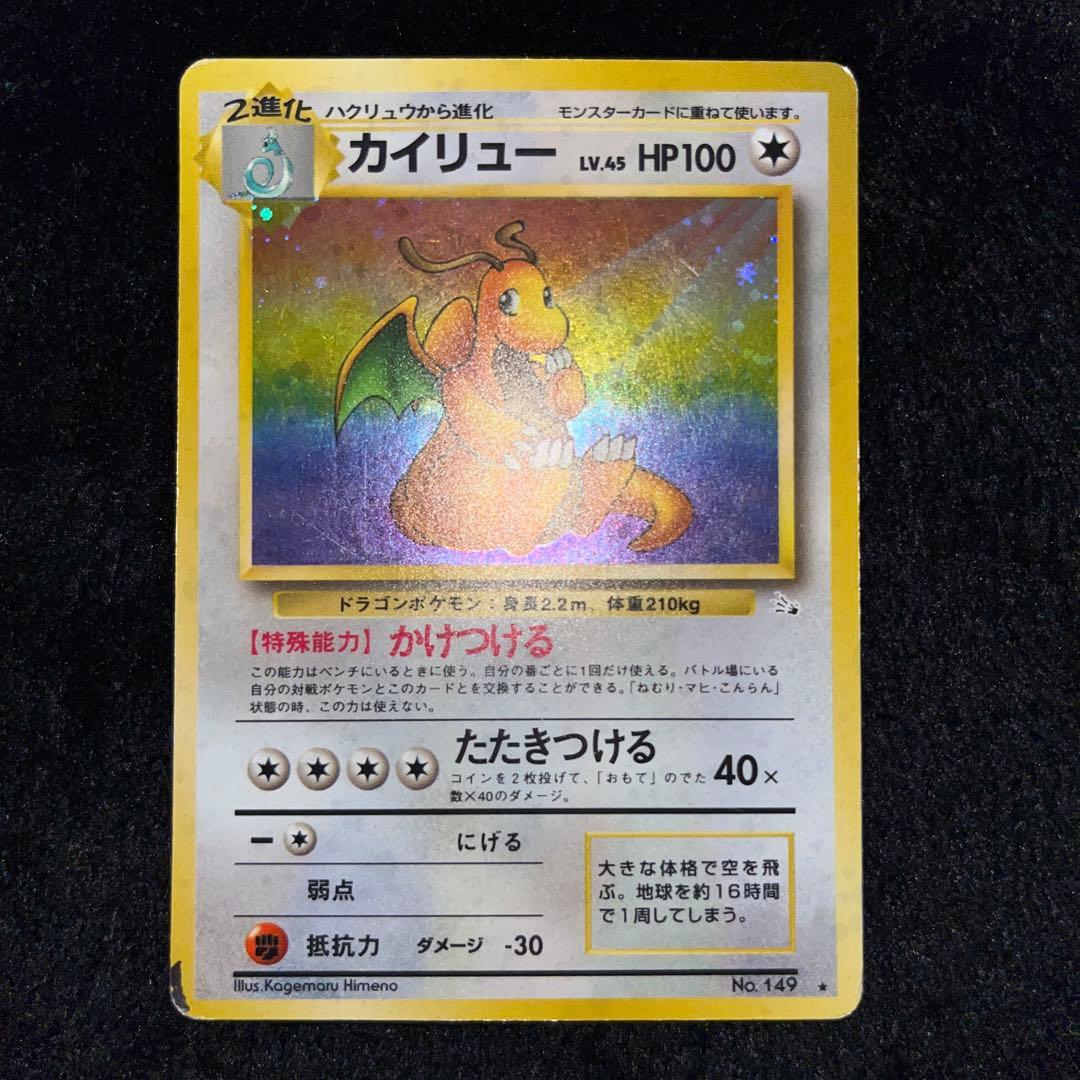 2進化 ハクリュウから進化 モンスターカードに重ねて使います。
カイリュー LV.45 HP100
ドラゴンポケモン：身長2.2m、体重210kg
【特殊能力】かけつける
この能力はベンチにいるときに使う。自分の番ごとに1回だけ使える。バトル場にいる
自分の対戦ポケモンとこのカードとを交換することができる。「ねむり・マヒ・こんらん」
状態の時、この力は使えない。
たたきつける
コインを2枚投げて、「おもて」のでた 40×
数×40のダメージ。
− にげる
弱点
抵抗力 ダメージ -30
大きな体格で空を飛
ぶ。地球を約16時間
で1周してしまう。
Illus.Kagemaru Himeno
No. 149 ★